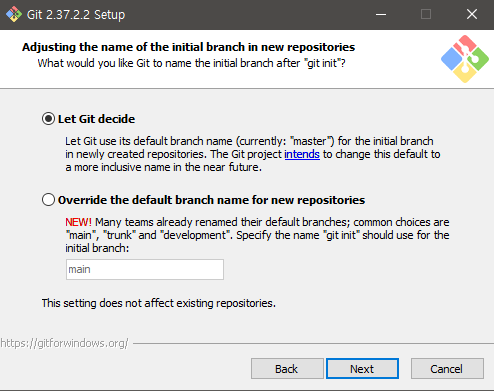 Git 2.37.2.2 Setup
Adjusting the name of the initial branch in new repositories
What would you like Git to name the initial branch after "git init"?
Let Git decide
Let Git use its default branch name (currently: "master") for the initial branch
in newly created repositories. The Git project intends to change this default to
a more inclusive name in the near future.
Override the default branch name for new repositories
NEW! Many teams already renamed their default branches; common choices are
"main", "trunk" and "development". Specify the name "git init" should use for the
initial branch:
main
This setting does not affect existing repositories.
https://gitforwindows.org/
Back
Next
Cancel